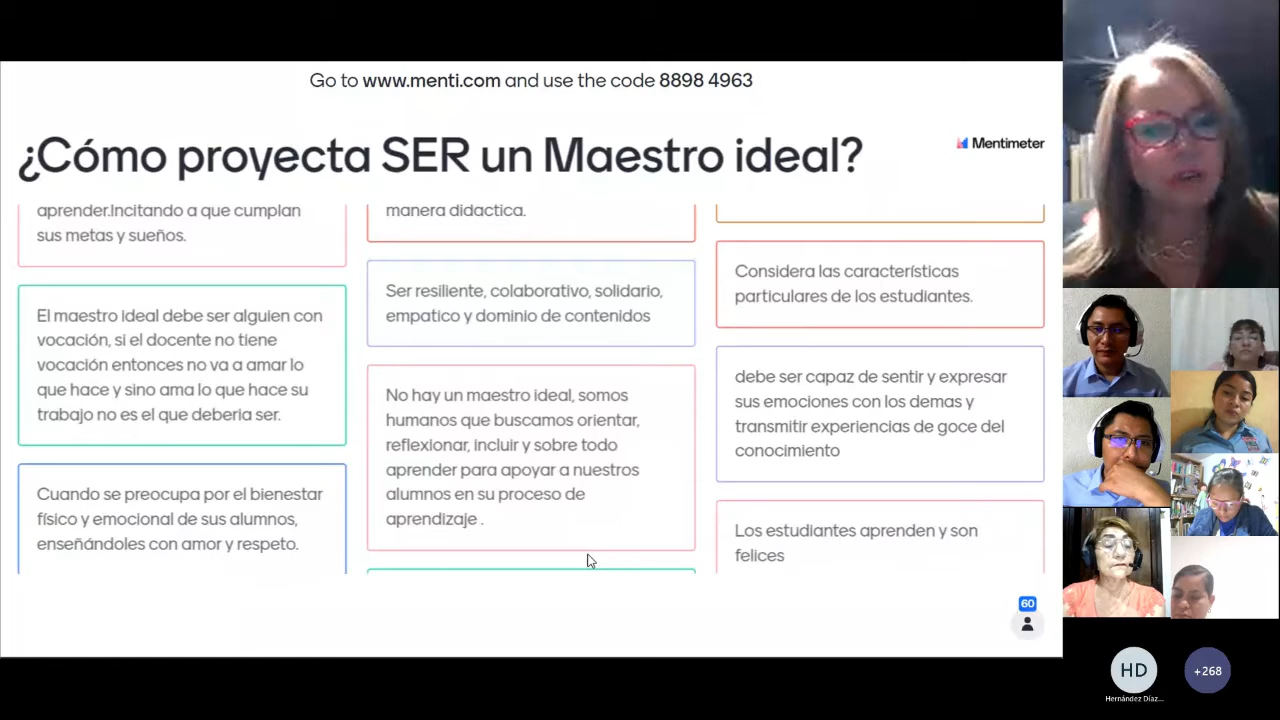 Go to www.menti.com and use the code 8898 4963
¿Cómo proyecta SER un Maestro ideal?
Mentimeter
aprender.Incitando a que cumplan
sus metas y sueños.
El maestro ideal debe ser alguien con
vocación, si el docente no tiene
vocación entonces no va a amar lo
que hace y sino ama lo que hace su
trabajo no es el que deberia ser.
Cuando se preocupa por el bienestar
físico y emocional de sus alumnos,
enseñándoles con amor y respeto.
manera didactica.
Ser resiliente, colaborativo, solidario,
empatico y dominio de contenidos
No hay un maestro ideal, somos
humanos que buscamos orientar,
reflexionar, incluir y sobre todo
aprender para apoyar a nuestros
alumnos en su proceso de
aprendizaje .
Considera las características
particulares de los estudiantes.
debe ser capaz de sentir y expresar
sus emociones con los demas y
transmitir experiencias de goce del
conocimiento
Los estudiantes aprenden y son
felices
60
HD
Hernández Díaz...
+268